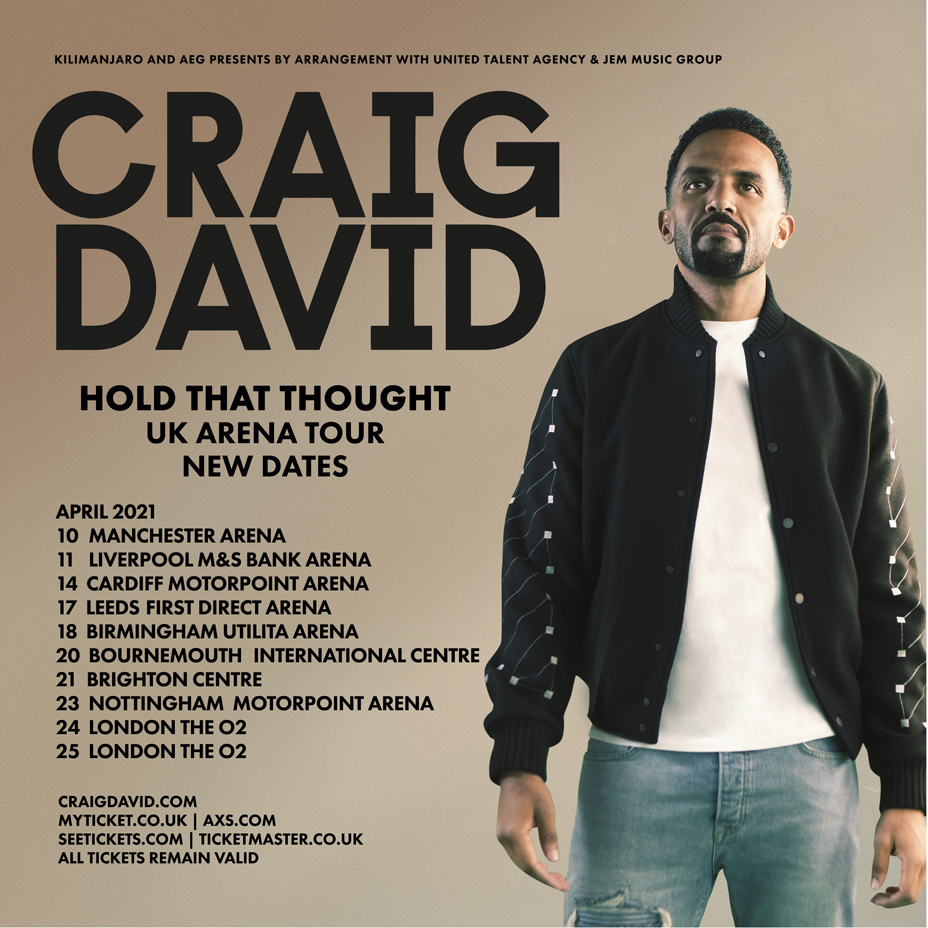 KILIMANJARO AND AEG PRESENTS BY ARRANGEMENT WITH UNITED TALENT AGENCY & JEM MUSIC GROUP
CRAIG
DAVID
HOLD THAT THOUGHT
UK ARENA TOUR
NEW DATES
APRIL 2021
10 MANCHESTER ARENA
11 LIVERPOOL M&S BANK ARENA
14 CARDIFF MOTORPOINT ARENA
17 LEEDS FIRST DIRECT ARENA
18 BIRMINGHAM UTILITA ARENA
20 BOURNEMOUTH INTERNATIONAL CENTRE
21 BRIGHTON CENTRE
23 NOTTINGHAM MOTORPOINT ARENA
24 LONDON THE O2
25 LONDON THE O2
CRAIGDAVID.COM
MYTICKET.CO.UK | AXS.COM
SEETICKETS.COM | TICKETMASTER.CO.UK
ALL TICKETS REMAIN VALID